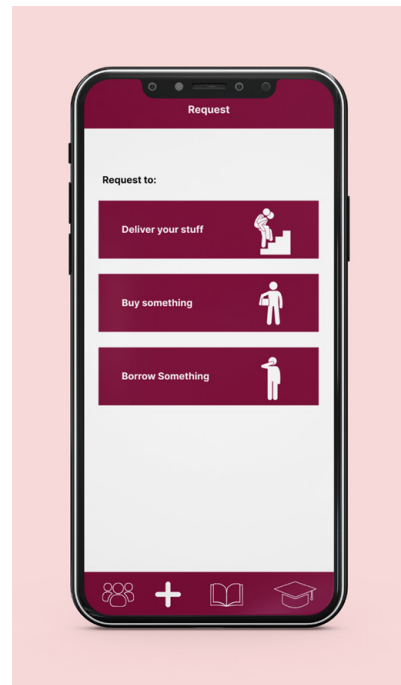 Request
Request to:
Deliver your stuff
Buy something
Borrow Something